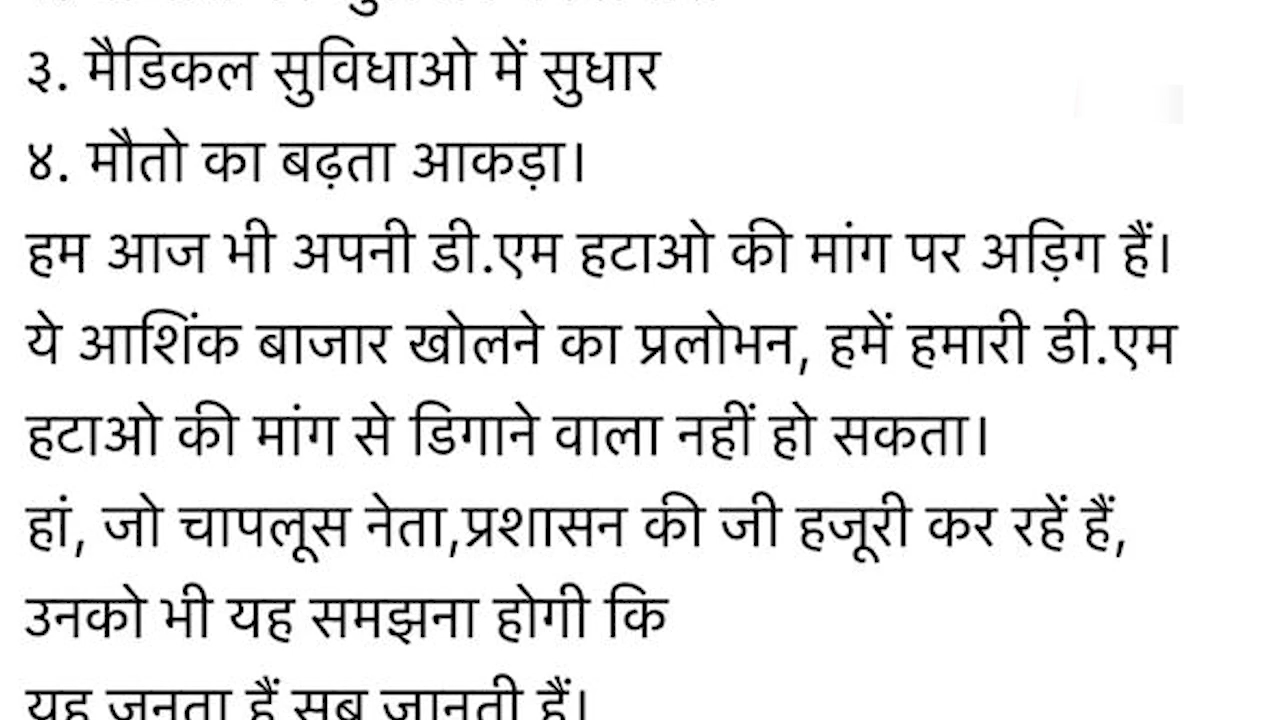 ३. मैडिकल सुविधाओ में सुधार
४. मौतो का बढ़ता आकड़ा।
हम आज भी अपनी डी.एम हटाओ की मांग पर अड़िग हैं।
ये आशिंक बाजार खोलने का प्रलोभन, हमें हमारी डी.एम
हटाओ की मांग से डिगाने वाला नहीं हो सकता।
हां, जो चापलूस नेता,प्रशासन की जी हजूरी कर रहें हैं,
उनको भी यह समझना होगी कि
यह जनता हैं सब जानती हैं।